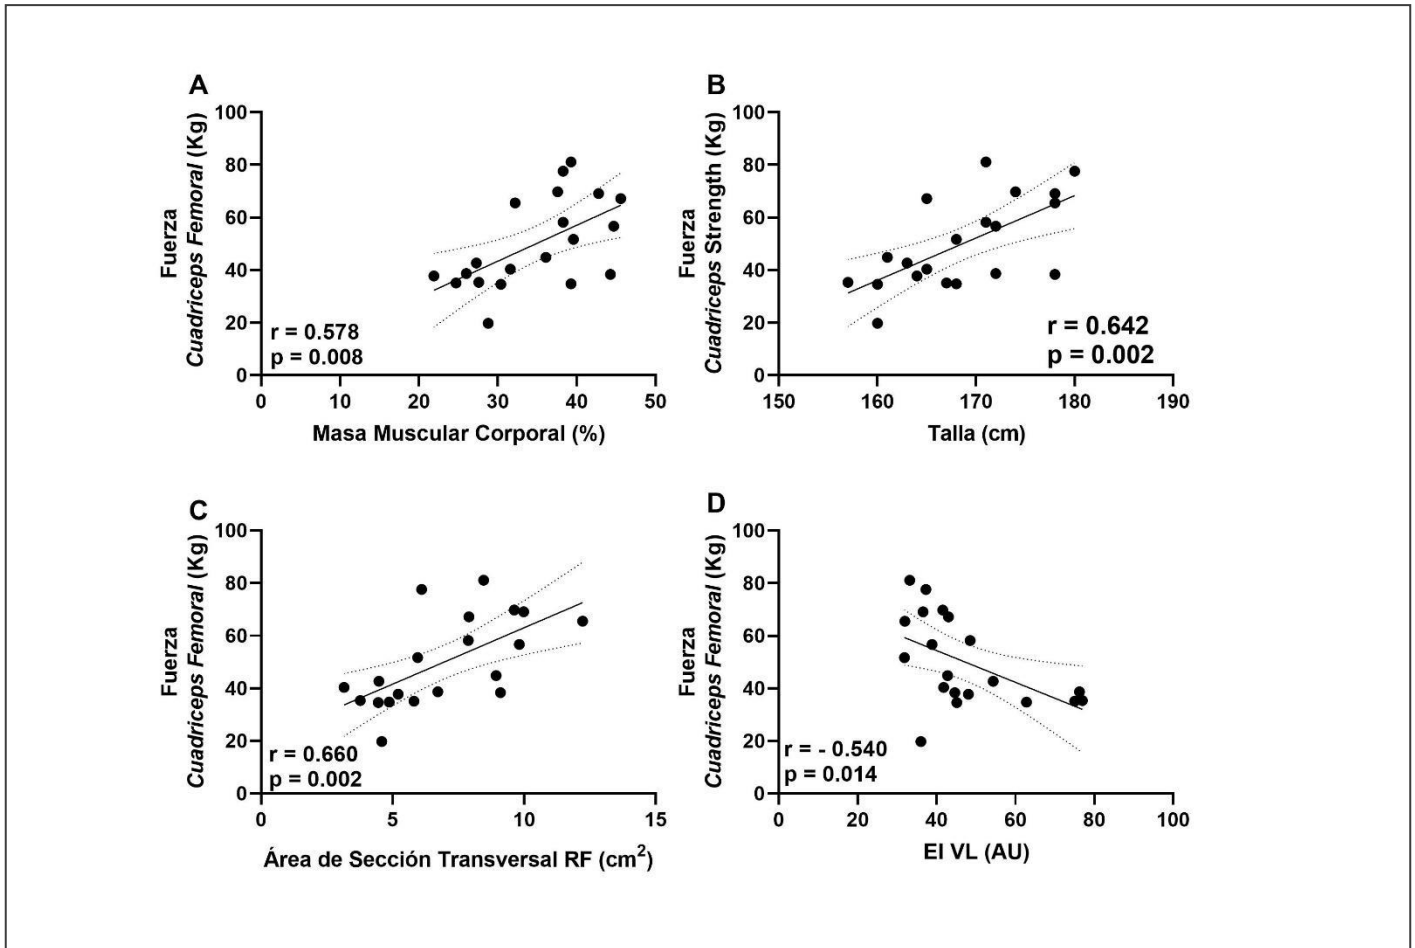 A
Fuerza
Cuadriceps Femoral (Kg)
100
80
60
40
20
0
r = 0.578
p = 0.008
0 10 20 30 40 50
Masa Muscular Corporal (%)
B
Fuerza
Cuadriceps Strength (Kg)
100
80
60
40
20
0
r = 0.642
p = 0.002
150 160 170 180 190
Talla (cm)
C
Fuerza
Cuadriceps Femoral (Kg)
100
80
60
40
20
0
r = 0.660
p = 0.002
0 5 10 15
Área de Sección Transversal RF (cm²)
D
Fuerza
Cuadriceps Femoral (Kg)
100
80
60
40
20
0
r = - 0.540
p = 0.014
0 20 40 60 80 100
EI VL (AU)